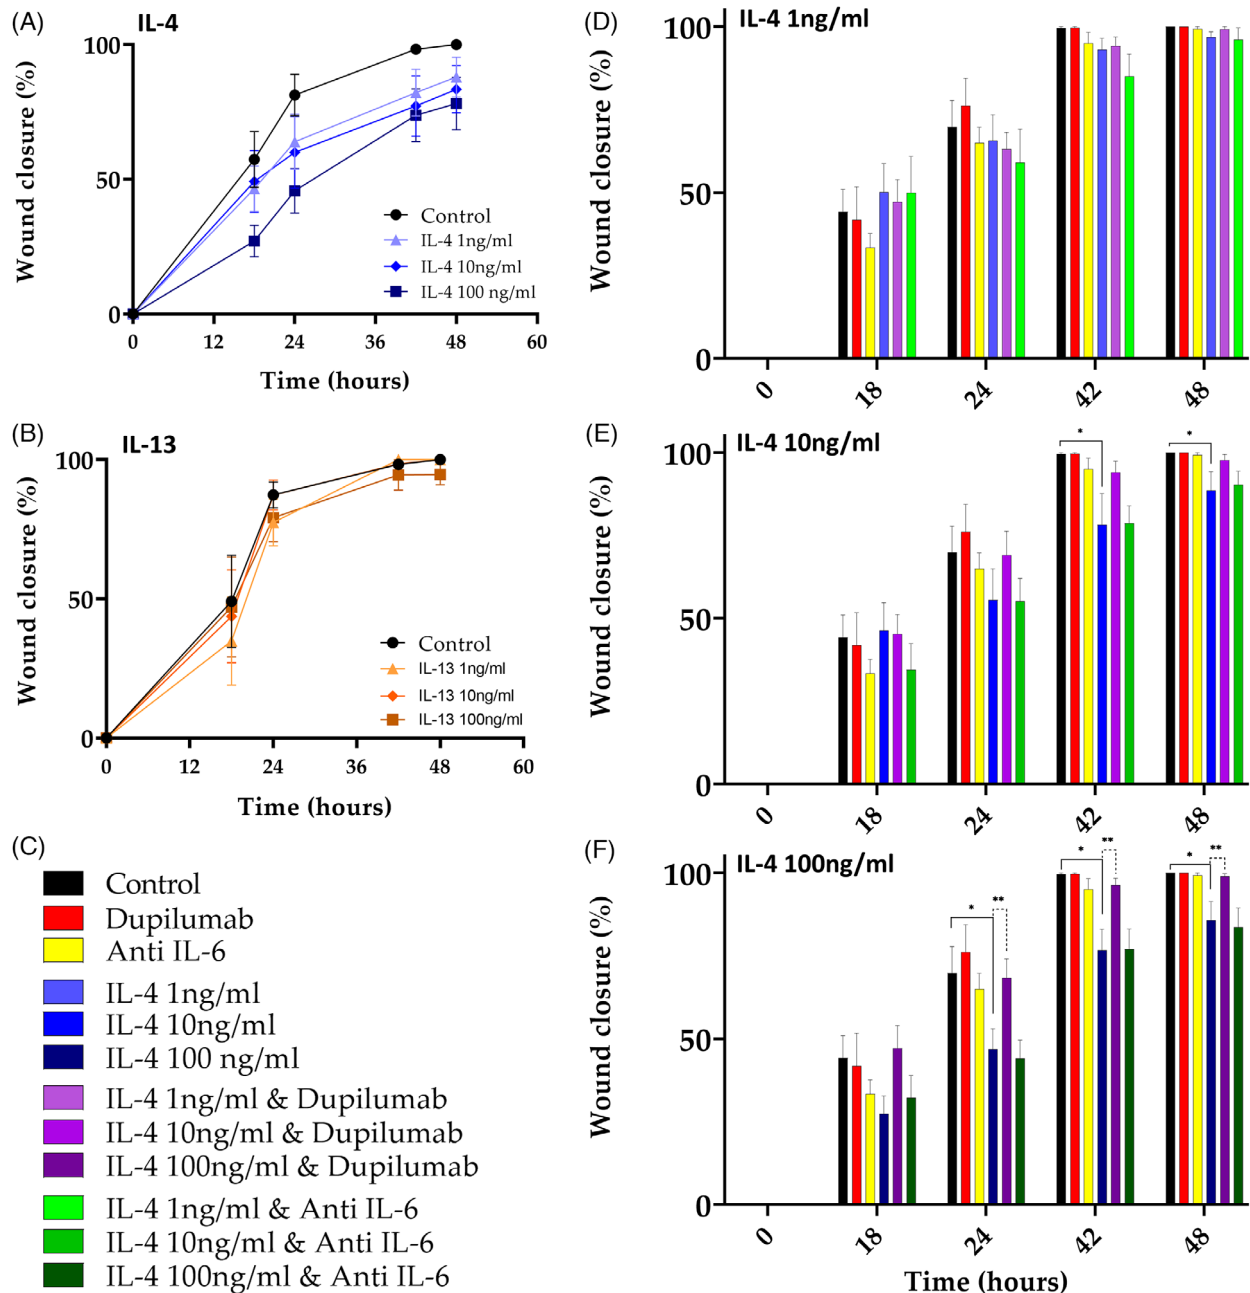 (A)
IL-4
Wound closure (%)
100
50
0
0 12 24 36 48 60
Time (hours)
Control
IL-4 1ng/ml
IL-4 10ng/ml
IL-4 100 ng/ml
(B)
IL-13
Wound closure (%)
100
50
0
0 12 24 36 48 60
Time (hours)
Control
IL-13 1ng/ml
IL-13 10ng/ml
IL-13 100ng/ml
(C)
Control
Dupilumab
Anti IL-6
IL-4 1ng/ml
IL-4 10ng/ml
IL-4 100 ng/ml
IL-4 1ng/ml & Dupilumab
IL-4 10ng/ml & Dupilumab
IL-4 100ng/ml & Dupilumab
IL-4 1ng/ml & Anti IL-6
IL-4 10ng/ml & Anti IL-6
IL-4 100ng/ml & Anti IL-6
(D)
IL-4 1ng/ml
Wound closure (%)
100
50
0
0 18 24 42 48
(E)
IL-4 10ng/ml
Wound closure (%)
100
50
0
* *
0 18 24 42 48
(F)
IL-4 100ng/ml
Wound closure (%)
100
50
0
* ** * ** * **
0 18 24 42 48
Time (hours)